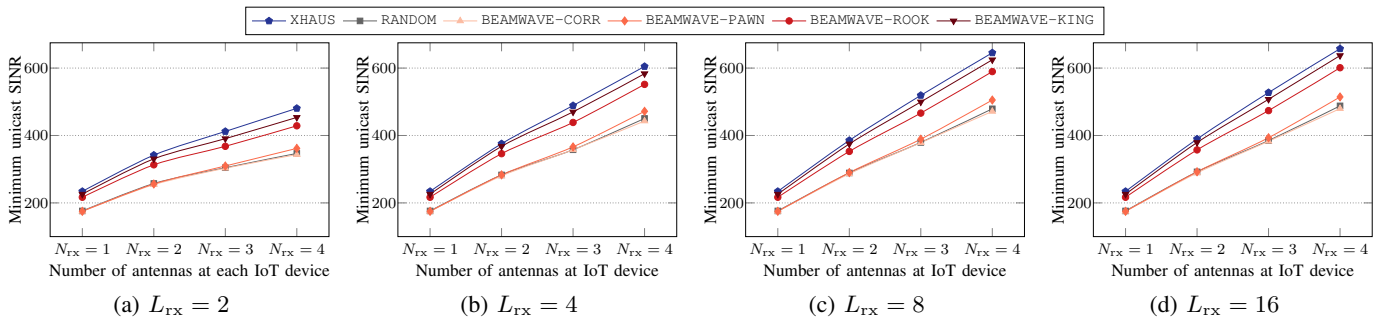 XHAUS RANDOM BEAMWAVE-CORR BEAMWAVE-PAWN BEAMWAVE-ROOK BEAMWAVE-KING
Minimum unicast SINR
600
400
200
N_rx = 1 N_rx = 2 N_rx = 3 N_rx = 4
Number of antennas at each IoT device
(a) L_rx = 2
Minimum unicast SINR
600
400
200
N_rx = 1 N_rx = 2 N_rx = 3 N_rx = 4
Number of antennas at IoT device
(b) L_rx = 4
Minimum unicast SINR
600
400
200
N_rx = 1 N_rx = 2 N_rx = 3 N_rx = 4
Number of antennas at IoT device
(c) L_rx = 8
Minimum unicast SINR
600
400
200
N_rx = 1 N_rx = 2 N_rx = 3 N_rx = 4
Number of antennas at IoT device
(d) L_rx = 16